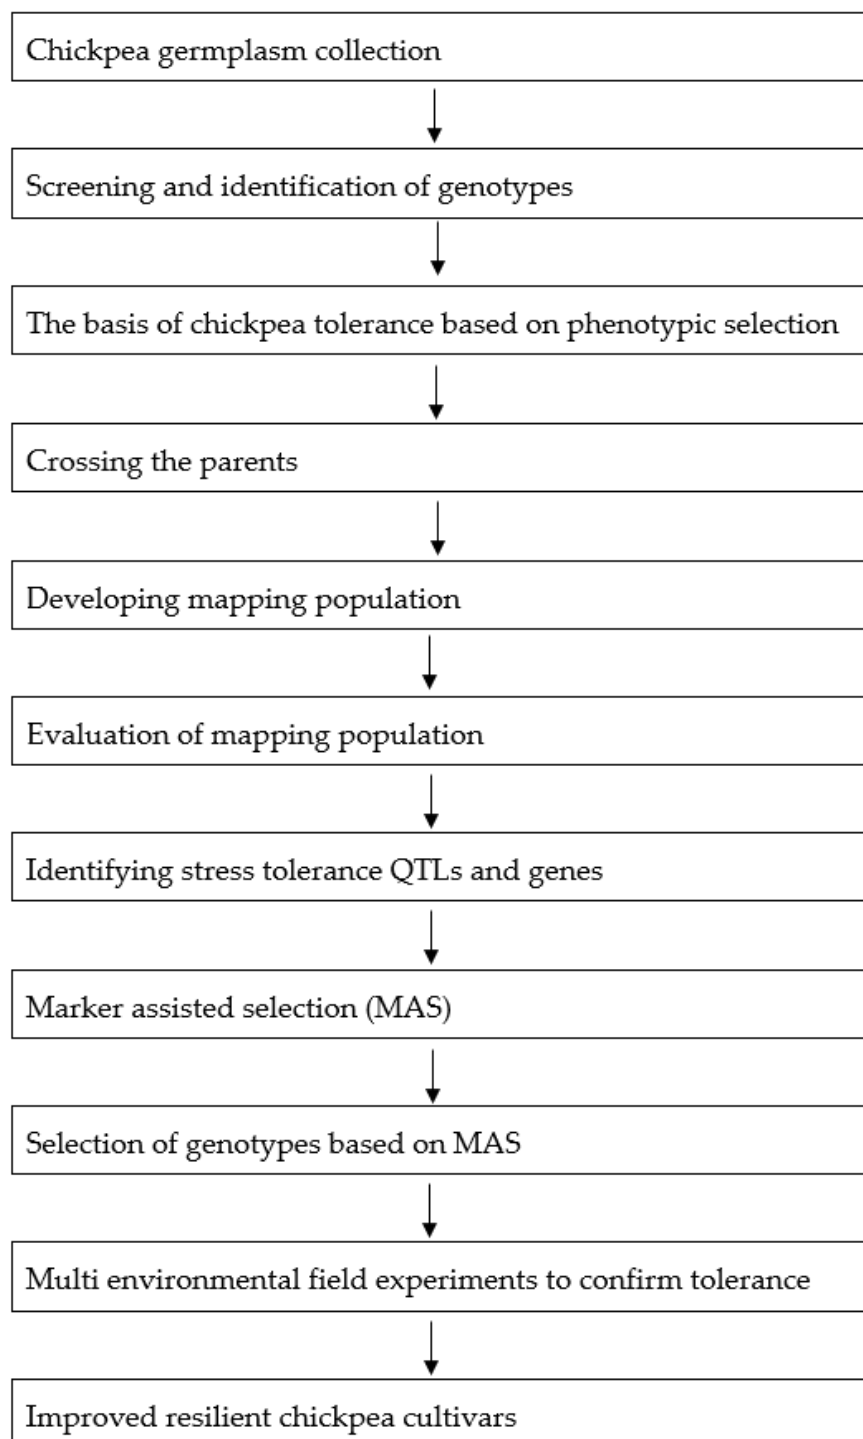 Chickpea germplasm collection
Screening and identification of genotypes
The basis of chickpea tolerance based on phenotypic selection
Crossing the parents
Developing mapping population
Evaluation of mapping population
Identifying stress tolerance QTLs and genes
Marker assisted selection (MAS)
Selection of genotypes based on MAS
Multi environmental field experiments to confirm tolerance
Improved resilient chickpea cultivars